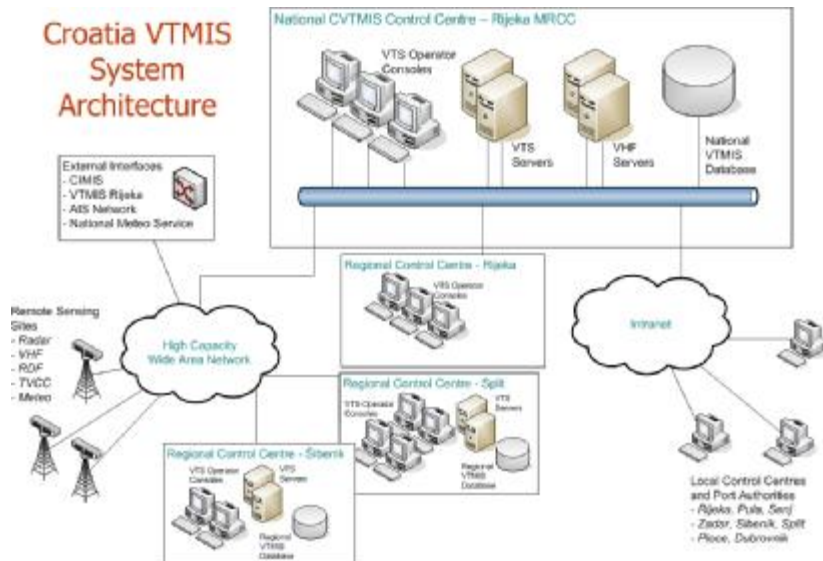 Croatia VTMIS
System
Architecture
National CVTMIS Control Centre – Rijeka MRCC
VTS Operator
Consoles
VTS
Servers
VHF
Servers
National
VTMIS
Database
External Interfaces
- CIMIS
- VTMIS Rijeka
- AIS Network
- National Meteo Service
Regional Control Centre - Rijeka
VTS Operator
Consoles
Remote Sensing
Sites
- Radar
- VHF
- RDF
- TVCC
- Meteo
High Capacity
Wide Area Network
Intranet
Regional Control Centre - Split
VTS Operator
Consoles
VTS
Servers
Regional
VTMIS
Database
Regional Control Centre - Šibenik
VTS Operator
Consoles
VTS
Servers
Regional
VTMIS
Database
Local Control Centres
and Port Authorities
- Rijeka, Pula, Senj
- Zadar, Sibenik, Split
- Ploce, Dubrovnik